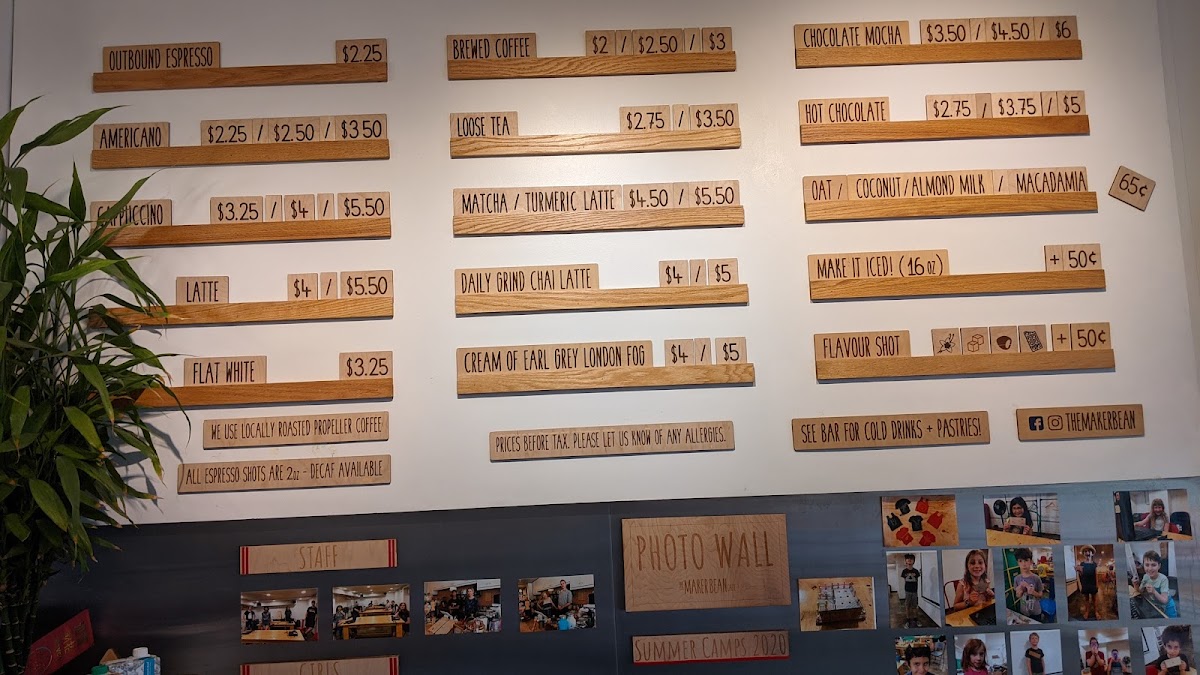 OUTBOUND ESPRESSO $2.25
AMERICANO $2.25 / $2.50 / $3.50
CAPPUCCINO $3.25 / $4 / $5.50
LATTE $4 / $5.50
FLAT WHITE $3.25
WE USE LOCALLY ROASTED PROPELLER COFFEE
ALL ESPRESSO SHOTS ARE 2oz - DECAF AVAILABLE
BREWED COFFEE $2 / $2.50 / $3
LOOSE TEA $2.75 / $3.50
MATCHA / TURMERIC LATTE $4.50 / $5.50
DAILY GRIND CHAI LATTE $4 / $5
CREAM OF EARL GREY LONDON FOG $4 / $5
PRICES BEFORE TAX. PLEASE LET US KNOW OF ANY ALLERGIES.
CHOCOLATE MOCHA $3.50 / $4.50 / $6
HOT CHOCOLATE $2.75 / $3.75 / $5
OAT / COCONUT / ALMOND MILK / MACADAMIA 65¢
MAKE IT ICED! (16 oz) + 50¢
FLAVOUR SHOT + 50¢
SEE BAR FOR COLD DRINKS + PASTRIES!
THEMAKERBEAN
STAFF
GIRLS
PHOTO WALL
MAKERBEAN
SUMMER CAMPS 2020